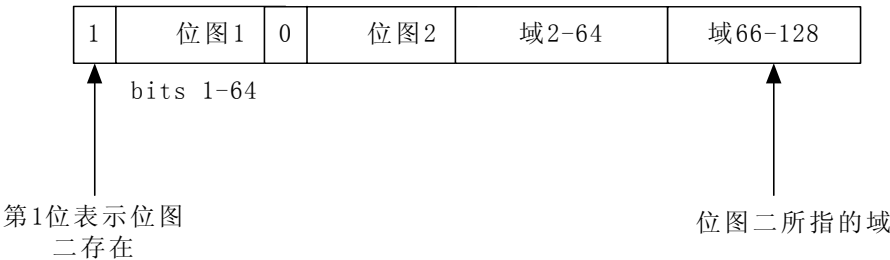 1 位图1 0 位图2 域2-64 域66-128
bits 1-64
第1位表示位图
二存在
位图二所指的域